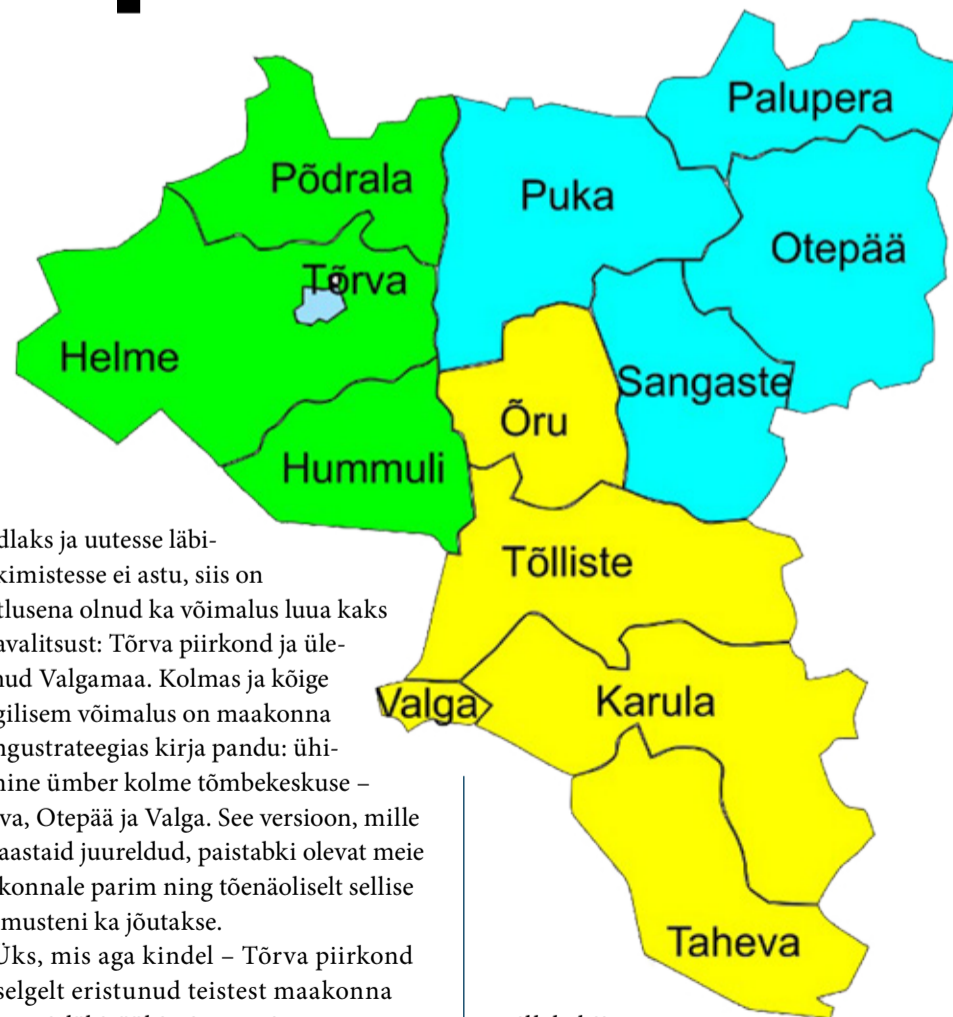 Palupera
Põdrala
Puka
Otepää
Tõrva
Helme
Sangaste
Õru
Hummuli
Tõlliste
Valga
Karula
Taheva
dlaks ja uutesse läbi-
kimistesse ei astu, siis on
tlusena olnud ka võimalus luua kaks
avalitsust: Tõrva piirkond ja üle-
nud Valgamaa. Kolmas ja kõige
gilisem võimalus on maakonna
ngustrateegias kirja pandu: ühi-
nine ümber kolme tõmbekeskuse –
va, Otepää ja Valga. See versioon, mille
aastaid juureldud, paistabki olevat meie
konnale parim ning tõenäoliselt sellise
musteni ka jõutakse.
Üks, mis aga kindel – Tõrva piirkond
selgelt eristunud teistest maakonna